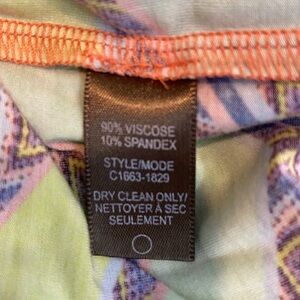 90% VISCOSE
10% SPANDEX
STYLE/MODE
C1663-1829
DRY CLEAN ONLY/
NETTOYER À SEC
SEULEMENT